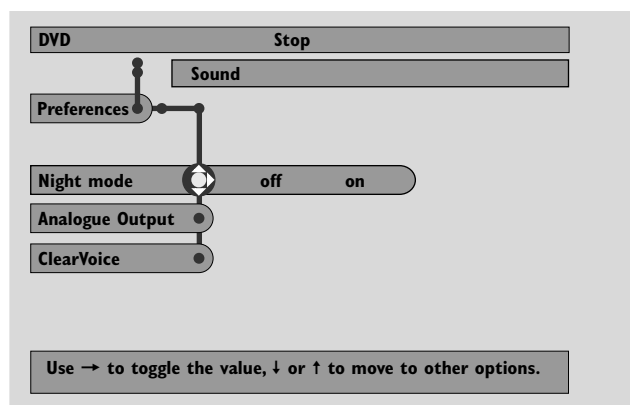 DVD Stop
Sound
Preferences
Night mode off on
Analogue Output
ClearVoice
Use → to toggle the value, ↓ or ↑ to move to other options.